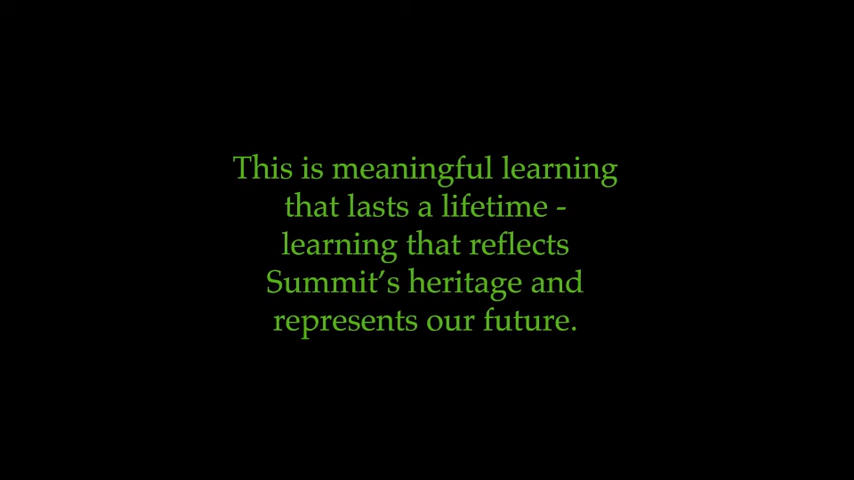 This is meaningful learning
that lasts a lifetime -
learning that reflects
Summit’s heritage and
represents our future.